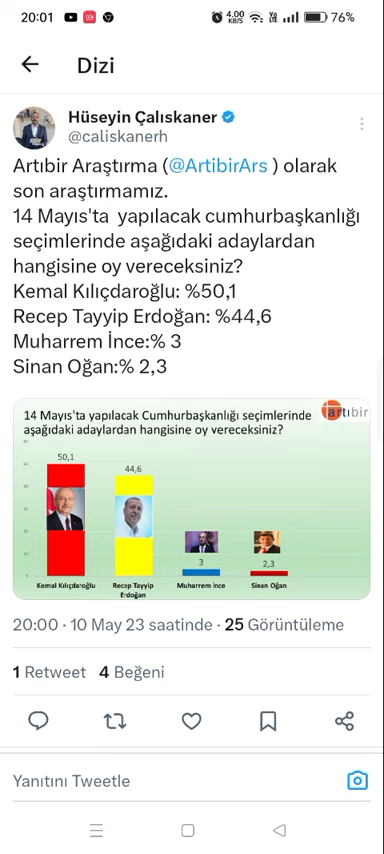 20:01
4.00
KB/S
76%
Dizi
Hüseyin Çalıskaner
@caliskanerh
Artıbir Araştırma (@ArtibirArs ) olarak
son araştırmamız.
14 Mayıs'ta  yapılacak cumhurbaşkanlığı
seçimlerinde aşağıdaki adaylardan
hangisine oy vereceksiniz?
Kemal Kılıçdaroğlu: %50,1
Recep Tayyip Erdoğan: %44,6
Muharrem İnce:% 3
Sinan Oğan:% 2,3
14 Mayıs'ta yapılacak Cumhurbaşkanlığı seçimlerinde
aşağıdaki adaylardan hangisine oy vereceksiniz?
artıbir
50,1
44,6
3
2,3
Kemal Kılıçdaroğlu
Recep Tayyip
Erdoğan
Muharrem İnce
Sinan Oğan
20:00 · 10 May 23 saatinde · 25 Görüntüleme
1 Retweet 4 Beğeni
Yanıtını Tweetle